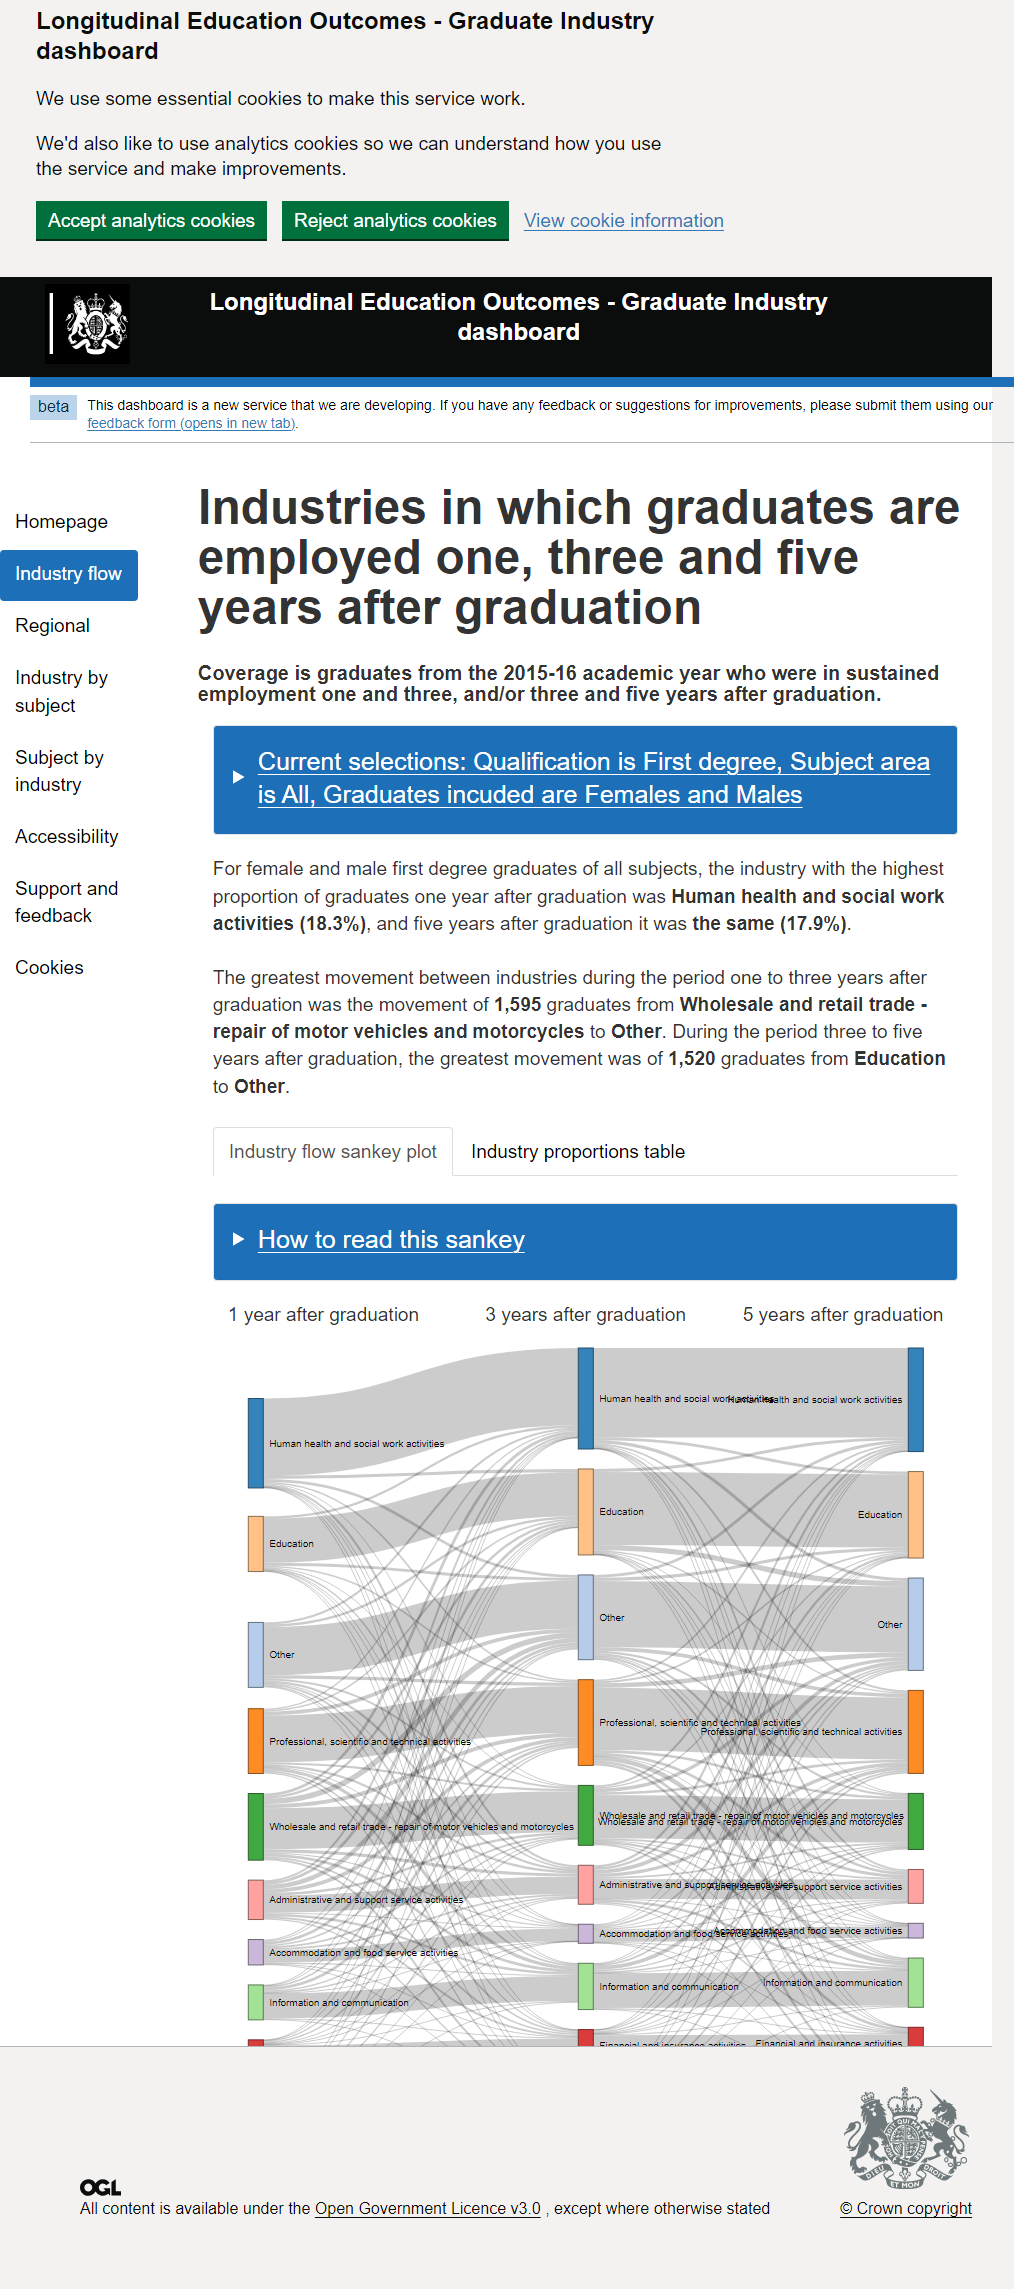 Longitudinal Education Outcomes - Graduate Industry
dashboard
We use some essential cookies to make this service work.
We'd also like to use analytics cookies so we can understand how you use
the service and make improvements.
Accept analytics cookies
Reject analytics cookies
View cookie information
Longitudinal Education Outcomes - Graduate Industry
dashboard
beta
This dashboard is a new service that we are developing. If you have any feedback or suggestions for improvements, please submit them using our
feedback form (opens in new tab).
Homepage
Industry flow
Regional
Industry by
subject
Subject by
industry
Accessibility
Support and
feedback
Cookies
Industries in which graduates are
employed one, three and five
years after graduation
Coverage is graduates from the 2015-16 academic year who were in sustained
employment one and three, and/or three and five years after graduation.
Current selections: Qualification is First degree, Subject area
is All, Graduates incuded are Females and Males
For female and male first degree graduates of all subjects, the industry with the highest
proportion of graduates one year after graduation was Human health and social work
activities (18.3%), and five years after graduation it was the same (17.9%).
The greatest movement between industries during the period one to three years after
graduation was the movement of 1,595 graduates from Wholesale and retail trade -
repair of motor vehicles and motorcycles to Other. During the period three to five
years after graduation, the greatest movement was of 1,520 graduates from Education
to Other.
Industry flow sankey plot
Industry proportions table
How to read this sankey
1 year after graduation
3 years after graduation
5 years after graduation
Human health and social work activities
Human health and social work activities
Human health and social work activities
Education
Education
Education
Other
Other
Other
Professional, scientific and technical activities
Professional, scientific and technical activities
Professional, scientific and technical activities
Wholesale and retail trade - repair of motor vehicles and motorcycles
Wholesale and retail trade - repair of motor vehicles and motorcycles
Wholesale and retail trade - repair of motor vehicles and motorcycles
Administrative and support service activities
Administrative and support service activities
Administrative and support service activities
Accommodation and food service activities
Accommodation and food service activities
Accommodation and food service activities
Information and communication
Information and communication
Information and communication
Financial and insurance activities
Financial and insurance activities
OGL
All content is available under the Open Government Licence v3.0 , except where otherwise stated
© Crown copyright